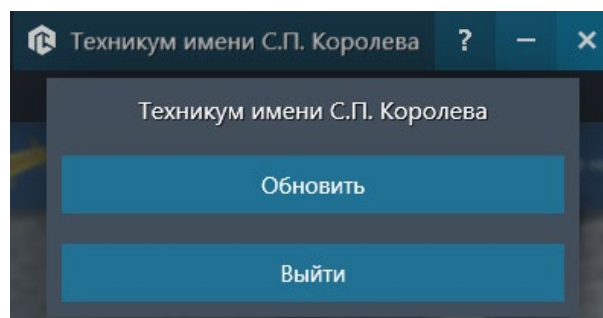 Техникум имени С.П. Королева ? – ×
Техникум имени С.П. Королева
Обновить
Выйти